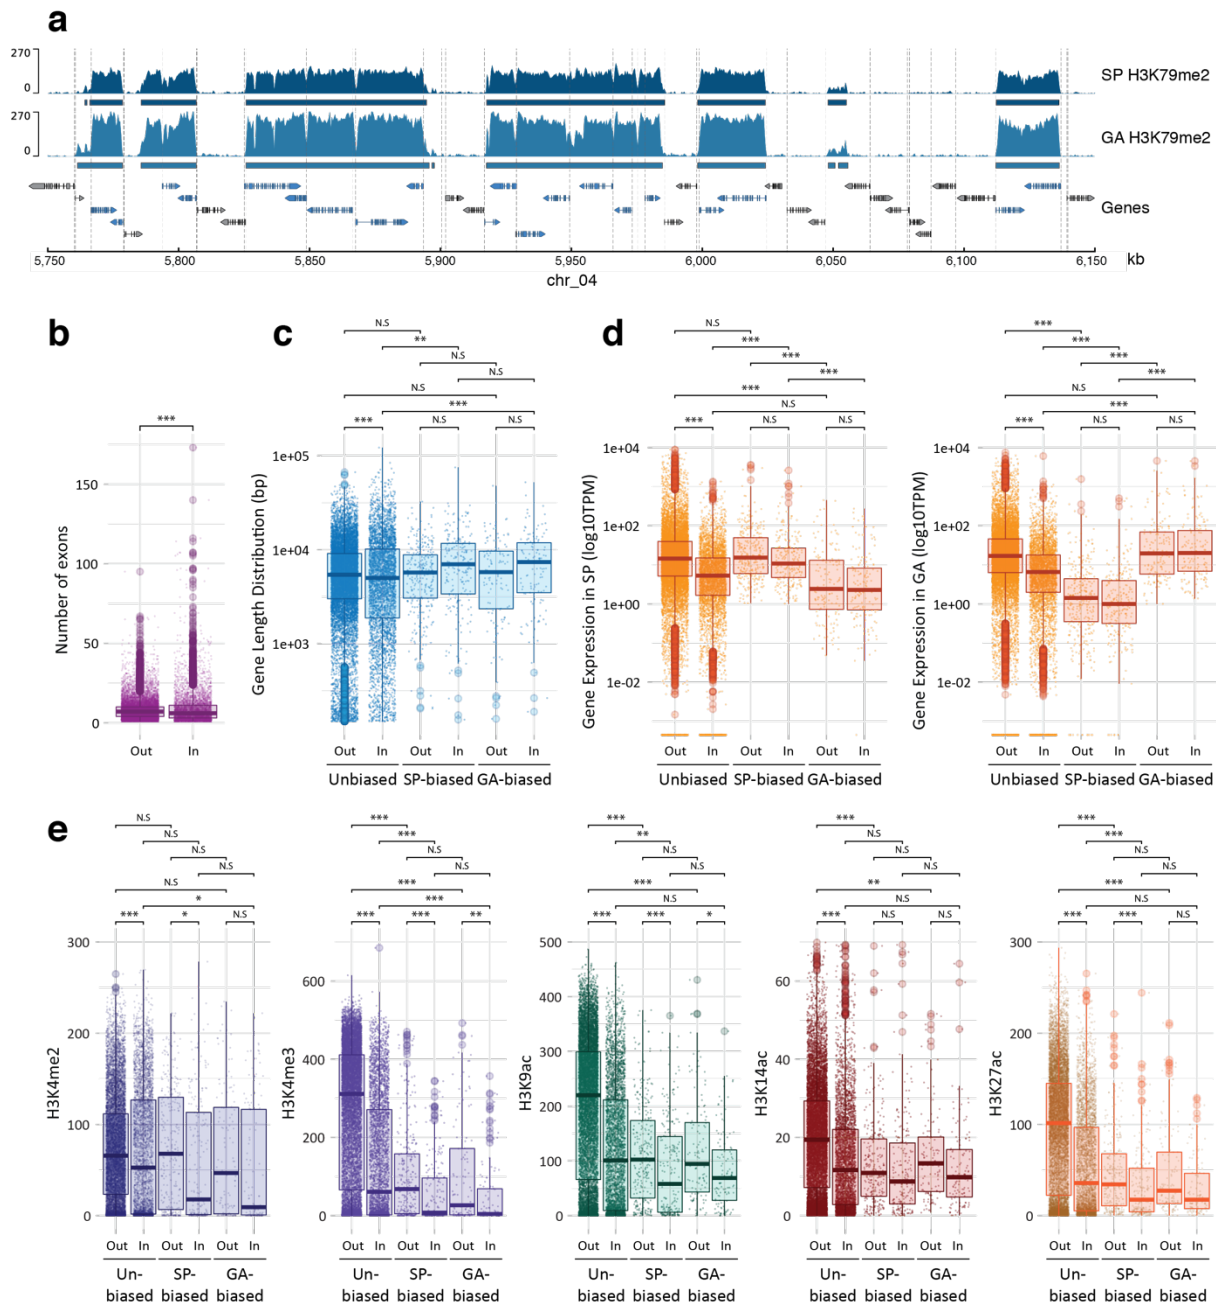 a
270
0
SP H3K79me2
270
0
GA H3K79me2
Genes
5,750 5,800 5,850 5,900 5,950 6,000 6,050 6,100 6,150 kb
chr_04
b
***
Number of exons
150
100
50
0
Out In
c
N.S
**
N.S
N.S
N.S
***
*** N.S N.S
Gene Length Distribution (bp)
1e+05
1e+04
1e+03
Out In Out In Out In
Unbiased SP-biased GA-biased
d
N.S
***
***
***
***
N.S
*** N.S N.S
Gene Expression in SP (log10TPM)
1e+04
1e+02
1e+00
1e-02
Out In Out In Out In
Unbiased SP-biased GA-biased
***
***
***
***
N.S
***
*** N.S N.S
Gene Expression in GA (log10TPM)
1e+04
1e+02
1e+00
1e-02
Out In Out In Out In
Unbiased SP-biased GA-biased
e
N.S
N.S
N.S
N.S
N.S
*
*** * N.S
H3K4me2
300
200
100
0
Out In Out In Out In
Un- SP- GA-
biased biased biased
***
***
N.S
N.S
***
***
*** *** **
H3K4me3
600
400
200
0
Out In Out In Out In
Un- SP- GA-
biased biased biased
***
**
N.S
N.S
***
N.S
*** *** *
H3K9ac
500
400
300
200
100
0
Out In Out In Out In
Un- SP- GA-
biased biased biased
***
N.S
N.S
N.S
**
N.S
*** N.S N.S
H3K14ac
60
40
20
0
Out In Out In Out In
Un- SP- GA-
biased biased biased
***
***
N.S
N.S
***
N.S
*** *** N.S
H3K27ac
300
200
100
0
Out In Out In Out In
Un- SP- GA-
biased biased biased